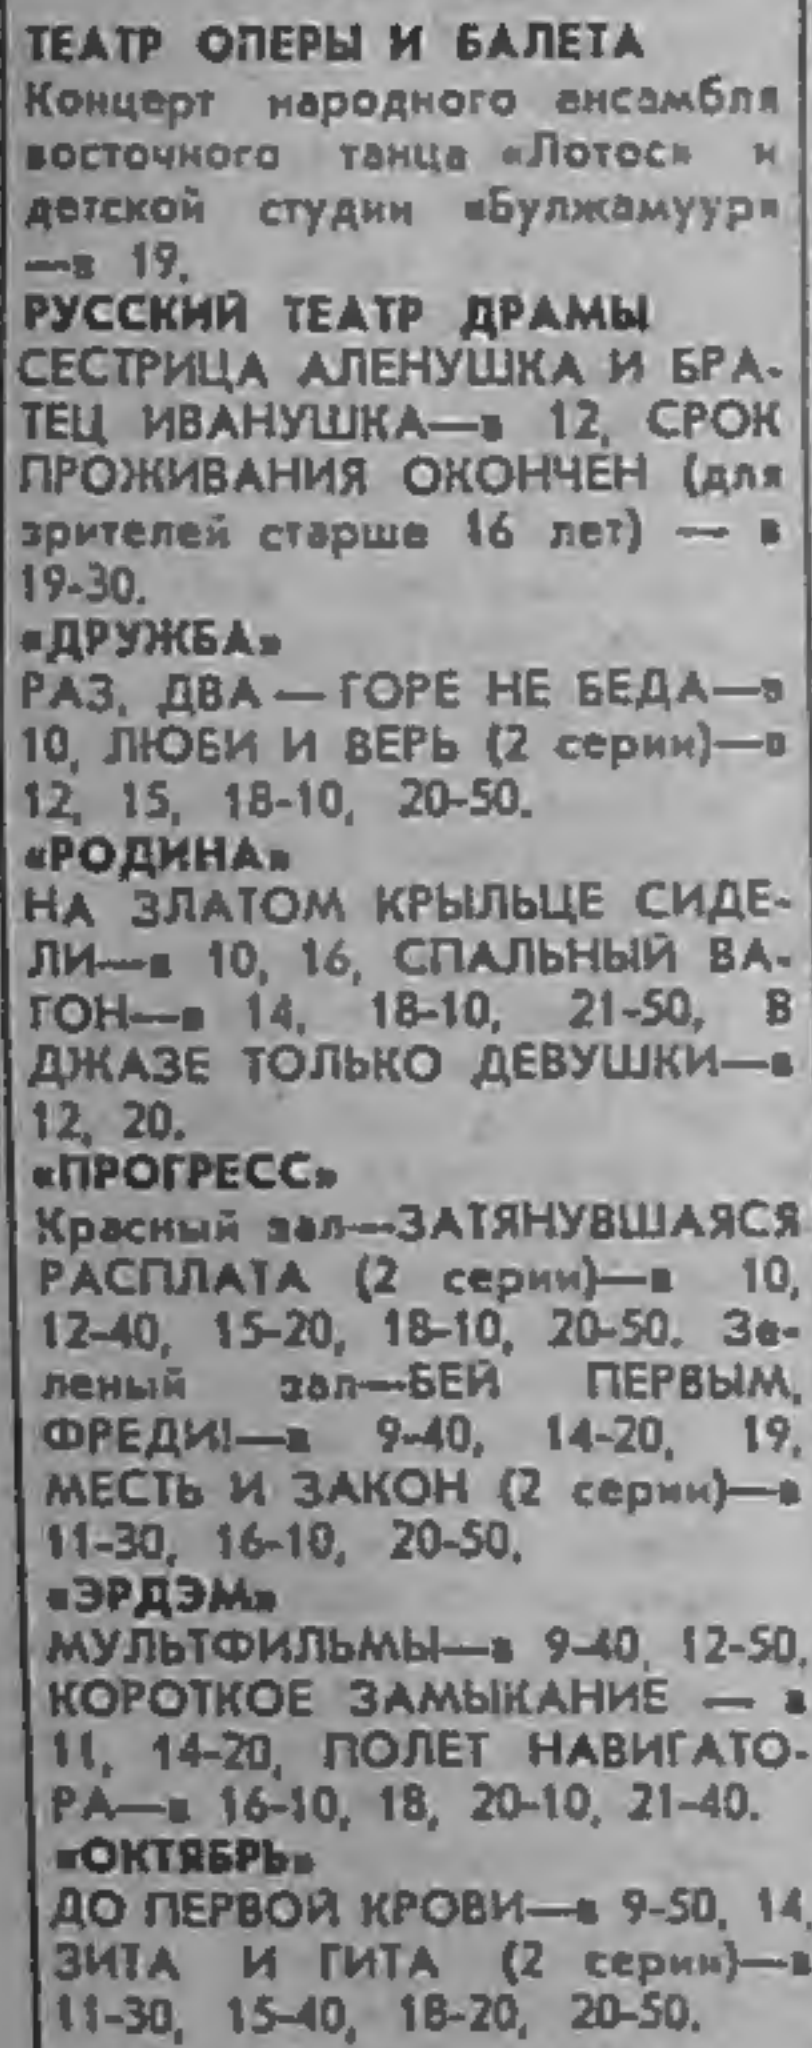 ТЕАТР ОПЕРЫ И БАЛЕТА
Концерт народного ансамбля
восточного танца «Лотос» и
детской студии «Булжамуур»
—в 19.
РУССКИЙ ТЕАТР ДРАМЫ
СЕСТРИЦА АЛЕНУШКА И БРА-
ТЕЦ ИВАНУШКА—в 12, СРОК
ПРОЖИВАНИЯ ОКОНЧЕН (для
зрителей старше 16 лет) — в
19-30.
«ДРУЖБА»
РАЗ, ДВА — ГОРЕ НЕ БЕДА—в
10, ЛЮБИ И ВЕРЬ (2 серии)—в
12, 15, 18-10, 20-50.
«РОДИНА»
НА ЗЛАТОМ КРЫЛЬЦЕ СИДЕ-
ЛИ—в 10, 16, СПАЛЬНЫЙ ВА-
ГОН—в 14, 18-10, 21-50, В
ДЖАЗЕ ТОЛЬКО ДЕВУШКИ—в
12, 20.
«ПРОГРЕСС»
Красный зал—ЗАТЯНУВШАЯСЯ
РАСПЛАТА (2 серии)—в 10,
12-40, 15-20, 18-10, 20-50. Зе-
леный зал—БЕЙ ПЕРВЫМ,
ФРЕДИ!—в 9-40, 14-20, 19,
МЕСТЬ И ЗАКОН (2 серии)—в
11-30, 16-10, 20-50.
«ЭРДЭМ»
МУЛЬТФИЛЬМЫ—в 9-40, 12-50,
КОРОТКОЕ ЗАМЫКАНИЕ — в
11, 14-20, ПОЛЕТ НАВИГАТО-
РА—в 16-10, 18, 20-10, 21-40.
«ОКТЯБРЬ»
ДО ПЕРВОЙ КРОВИ—в 9-50, 14,
ЗИТА И ГИТА (2 серии)—в
11-30, 15-40, 18-20, 20-50.